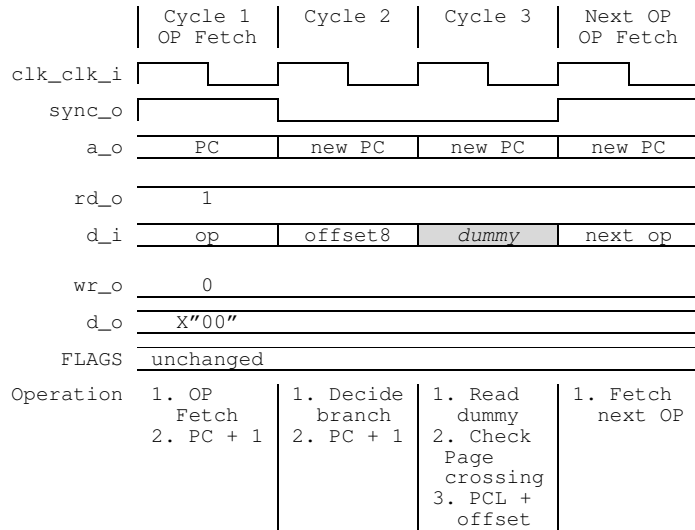 Cycle 1 Cycle 2 Cycle 3 Next OP
OP Fetch OP Fetch
clk_clk_i
sync_o
a_o PC new PC new PC new PC
rd_o 1
d_i op offset8 dummy next op
wr_o 0
d_o X"00"
FLAGS unchanged
Operation 1. OP 1. Decide 1. Read 1. Fetch
Fetch branch dummy next OP
2. PC + 1 2. PC + 1 2. Check
Page
crossing
3. PCL +
offset